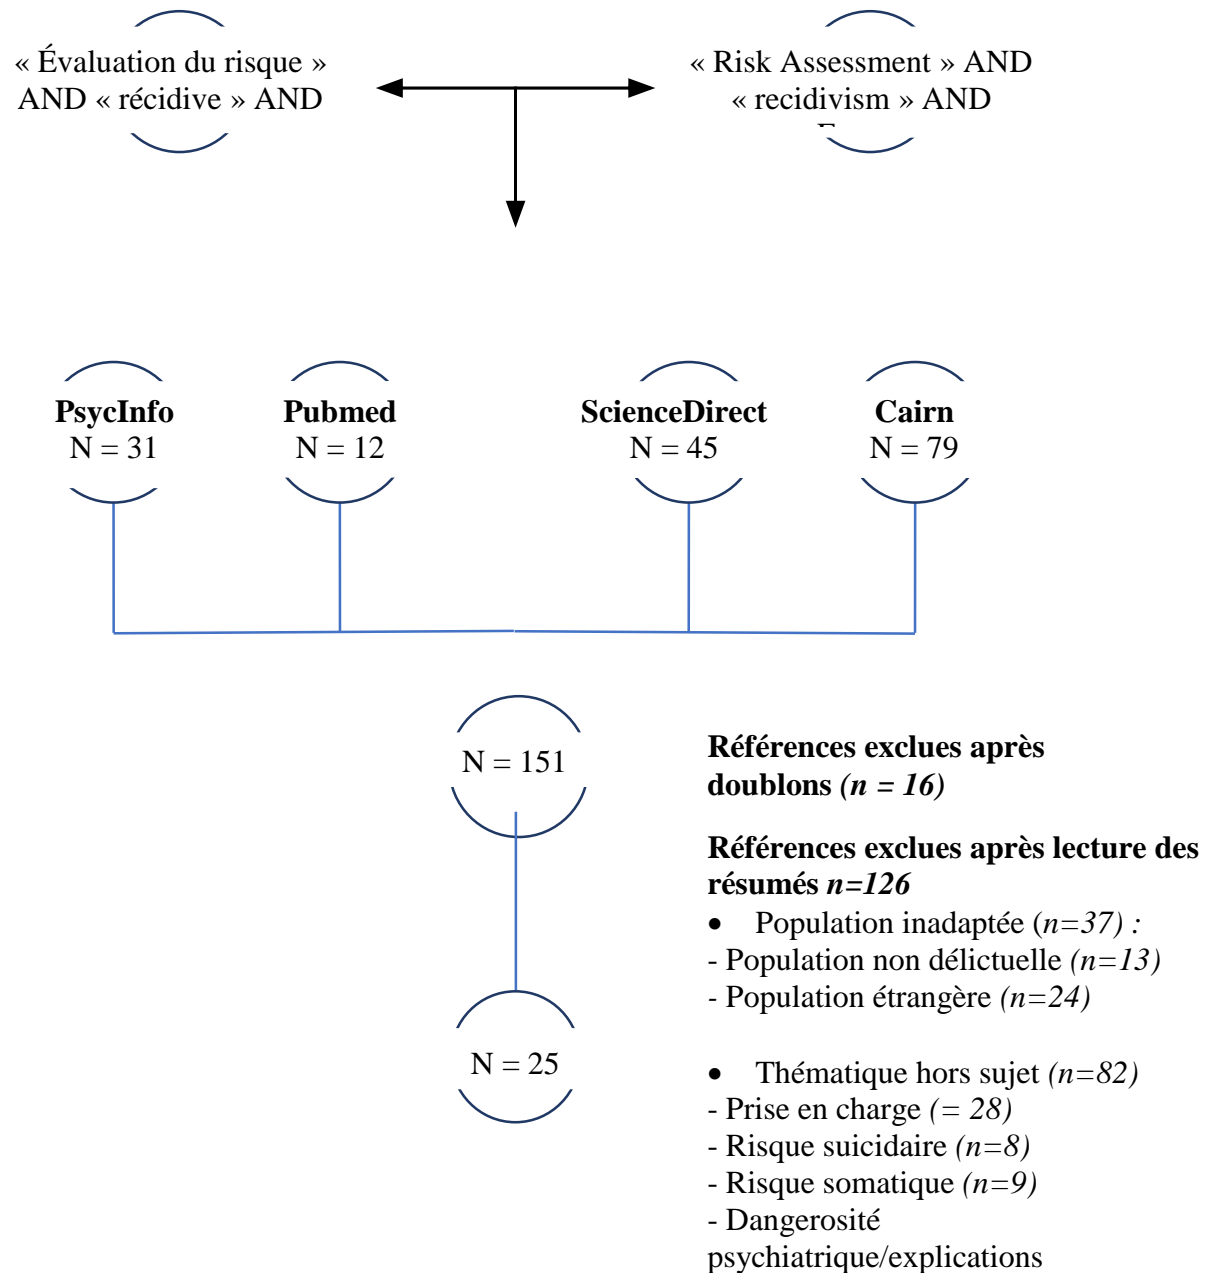 « Évaluation du risque »
AND « récidive » AND
« Risk Assessment » AND
« recidivism » AND
PsycInfo
N = 31
Pubmed
N = 12
ScienceDirect
N = 45
Cairn
N = 79
N = 151
N = 25
Références exclues après
doublons (n = 16)
Références exclues après lecture des
résumés n=126
• Population inadaptée (n=37) :
- Population non délictuelle (n=13)
- Population étrangère (n=24)
• Thématique hors sujet (n=82)
- Prise en charge (= 28)
- Risque suicidaire (n=8)
- Risque somatique (n=9)
- Dangerosité
psychiatrique/explications